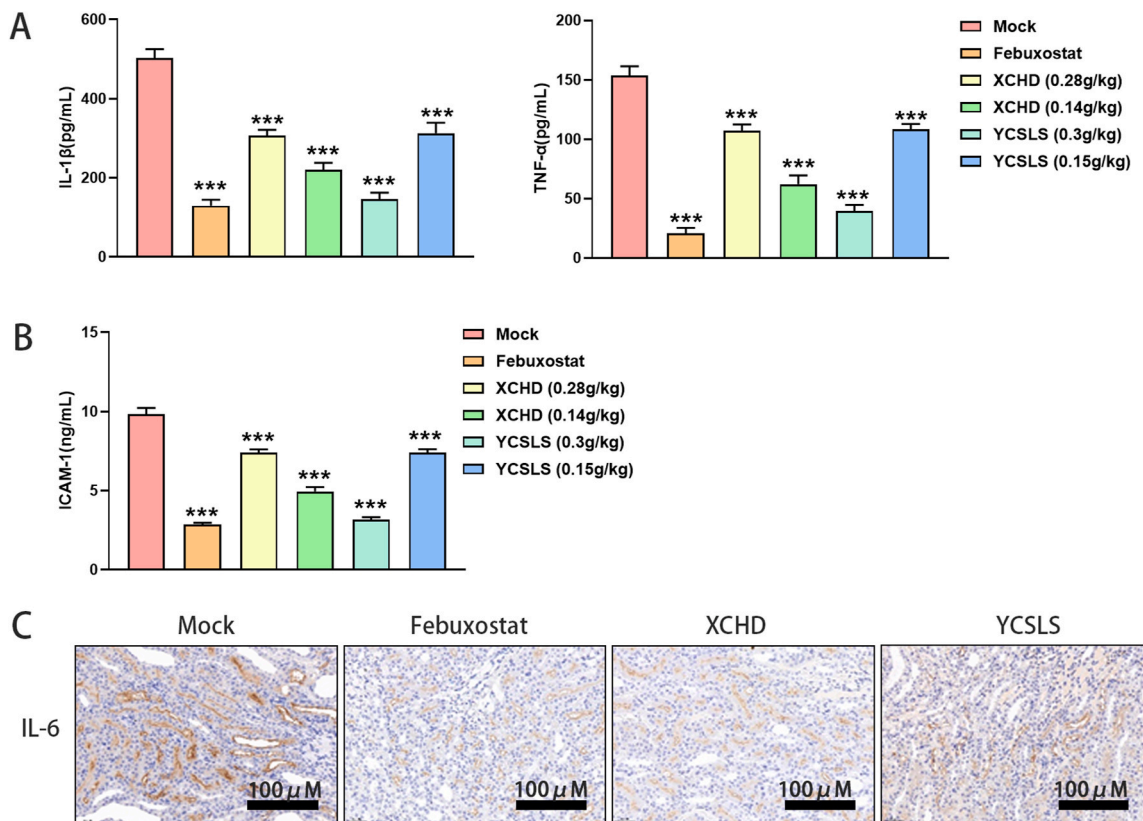 A
600
400
200
0
IL-1β(pg/mL)
***
***
***
***
***
200
150
100
50
0
TNF-α(pg/mL)
***
***
***
***
***
Mock
Febuxostat
XCHD (0.28g/kg)
XCHD (0.14g/kg)
YCSLS (0.3g/kg)
YCSLS (0.15g/kg)
B
15
10
5
0
ICAM-1(ng/mL)
***
***
***
***
***
Mock
Febuxostat
XCHD (0.28g/kg)
XCHD (0.14g/kg)
YCSLS (0.3g/kg)
YCSLS (0.15g/kg)
C
Mock
Febuxostat
XCHD
YCSLS
IL-6
100μM
100μM
100μM
100μM